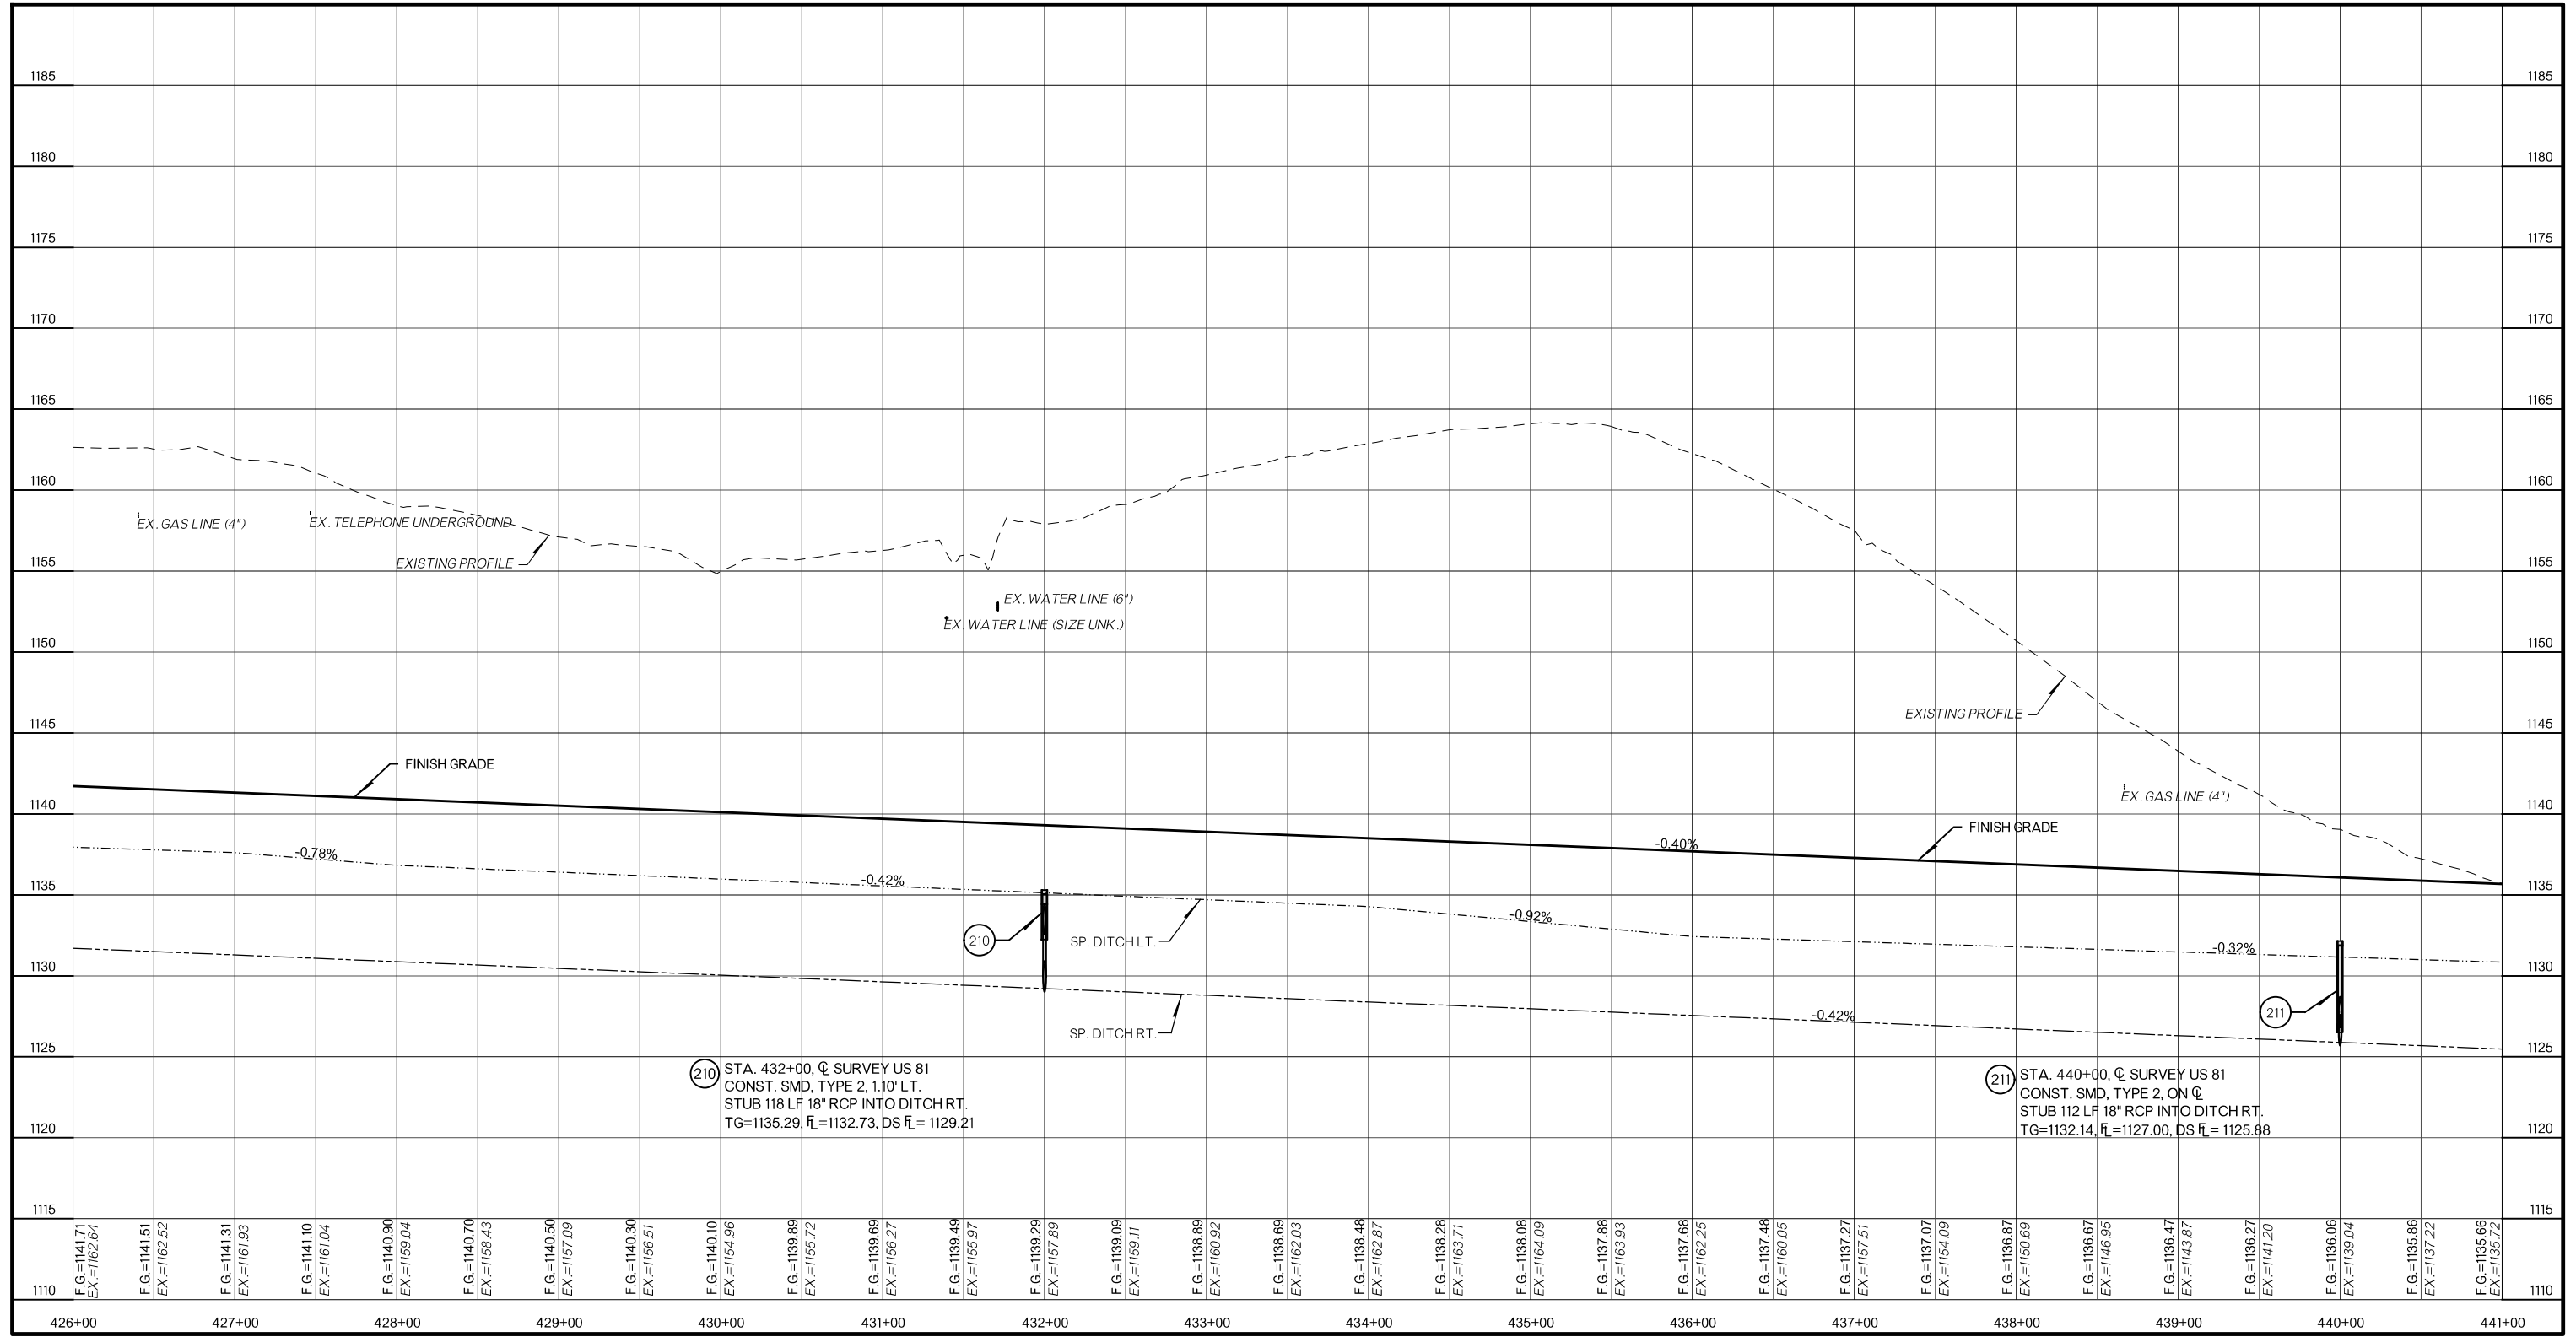 1185 1185
1180 1180
1175 1175
1170 1170
1165 1165
1160 1160
EX. GAS LINE (4")
EX. TELEPHONE UNDERGROUND
EXISTING PROFILE
1155 1155
EX. WATER LINE (6")
EX. WATER LINE (SIZE UNK.)
1150 1150
EXISTING PROFILE
1145 1145
FINISH GRADE
EX. GAS LINE (4")
1140 1140
FINISH GRADE
-0.40%
-0.78%
-0.42%
1135 1135
-0.92%
210
SP. DITCH LT.
-0.32%
1130 1130
211
-0.42%
SP. DITCH RT.
1125 1125
210
STA. 432+00, ℄ SURVEY US 81
CONST. SMD, TYPE 2, 1.10' LT.
STUB 118 LF 18" RCP INTO DITCH RT.
TG=1135.29, FL=1132.73, DS FL= 1129.21
211
STA. 440+00, ℄ SURVEY US 81
CONST. SMD, TYPE 2, ON ℄
STUB 112 LF 18" RCP INTO DITCH RT.
TG=1132.14, FL=1127.00, DS FL= 1125.88
1120 1120
1115 1115
F.G.=1141.71
EX.=1162.64
F.G.=1141.51
EX.=1162.52
F.G.=1141.31
EX.=1161.93
F.G.=1141.10
EX.=1161.04
F.G.=1140.90
EX.=1159.04
F.G.=1140.70
EX.=1158.43
F.G.=1140.50
EX.=1157.09
F.G.=1140.30
EX.=1156.51
F.G.=1140.10
EX.=1154.96
F.G.=1139.89
EX.=1155.72
F.G.=1139.69
EX.=1156.27
F.G.=1139.49
EX.=1155.97
F.G.=1139.29
EX.=1157.89
F.G.=1139.09
EX.=1159.11
F.G.=1138.89
EX.=1160.92
F.G.=1138.69
EX.=1162.03
F.G.=1138.48
EX.=1162.87
F.G.=1138.28
EX.=1163.71
F.G.=1138.08
EX.=1164.09
F.G.=1137.88
EX.=1163.93
F.G.=1137.68
EX.=1162.25
F.G.=1137.48
EX.=1160.05
F.G.=1137.27
EX.=1157.51
F.G.=1137.07
EX.=1154.09
F.G.=1136.87
EX.=1150.69
F.G.=1136.67
EX.=1146.95
F.G.=1136.47
EX.=1143.87
F.G.=1136.27
EX.=1141.20
F.G.=1136.06
EX.=1139.04
F.G.=1135.86
EX.=1137.22
F.G.=1135.66
EX.=1135.72
1110 1110
426+00 427+00 428+00 429+00 430+00 431+00 432+00 433+00 434+00 435+00 436+00 437+00 438+00 439+00 440+00 441+00